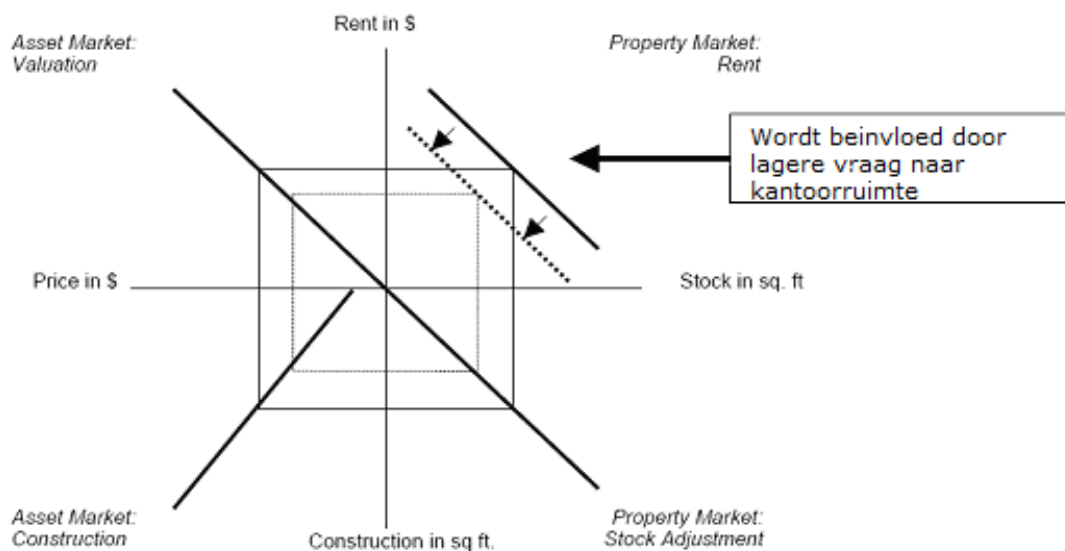 Asset Market:
Valuation
Rent in $
Property Market:
Rent
Wordt beinvloed door
lagere vraag naar
kantoorruimte
Price in $
Stock in sq. ft
Asset Market:
Construction
Construction in sq ft.
Property Market:
Stock Adjustment